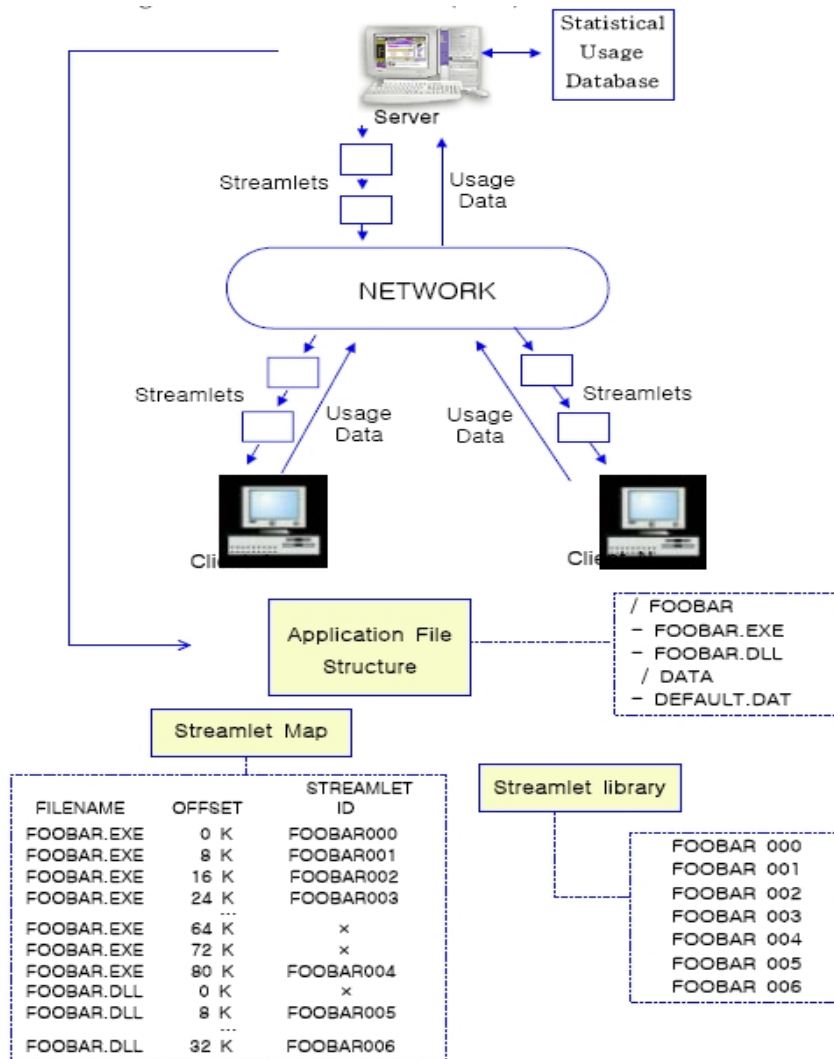 Statistical
Usage
Database
Server
Streamlets
Usage
Data
NETWORK
Streamlets
Usage
Data
Usage
Data
Streamlets
Application File
Structure
/ FOOBAR
- FOOBAR.EXE
- FOOBAR.DLL
/ DATA
- DEFAULT.DAT
Streamlet Map
FILENAME OFFSET STREAMLET ID
FOOBAR.EXE 0 K FOOBAR000
FOOBAR.EXE 8 K FOOBAR001
FOOBAR.EXE 16 K FOOBAR002
FOOBAR.EXE 24 K FOOBAR003
...
FOOBAR.EXE 64 K ×
FOOBAR.EXE 72 K ×
FOOBAR.EXE 80 K FOOBAR004
FOOBAR.DLL 0 K ×
FOOBAR.DLL 8 K FOOBAR005
...
FOOBAR.DLL 32 K FOOBAR006
Streamlet library
FOOBAR 000
FOOBAR 001
FOOBAR 002
FOOBAR 003
FOOBAR 004
FOOBAR 005
FOOBAR 006